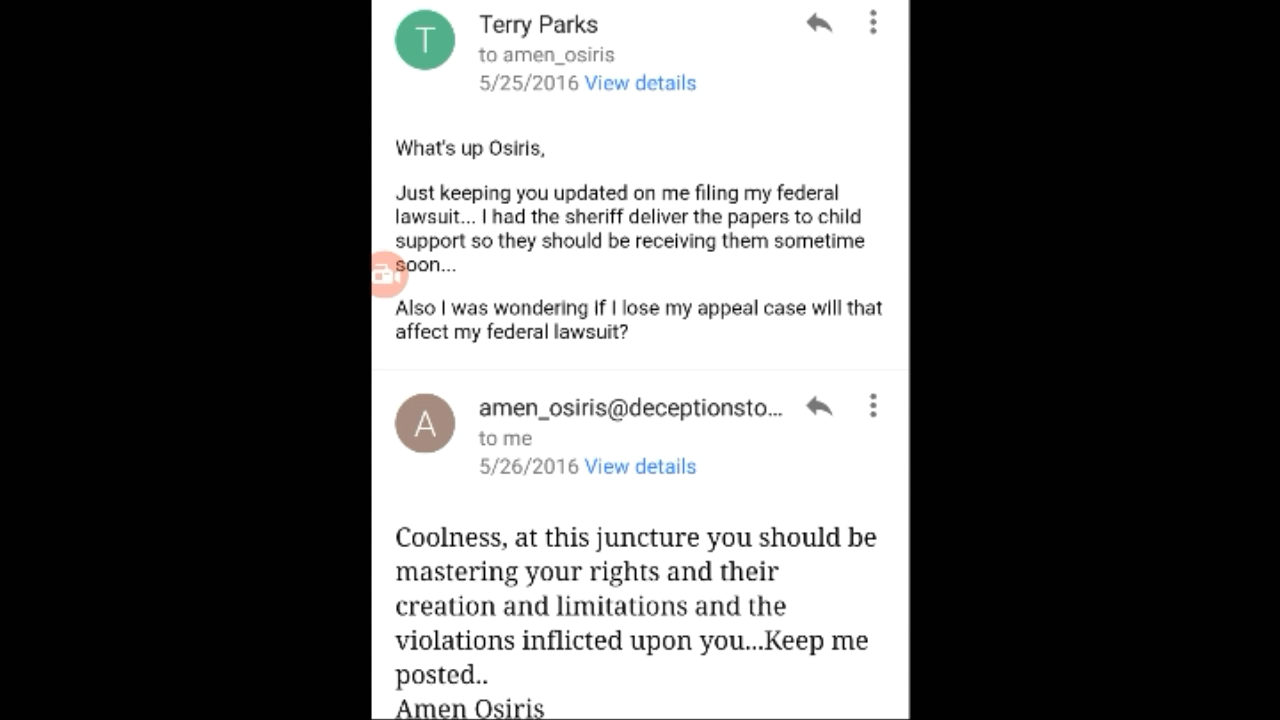 T
Terry Parks
to amen_osiris
5/25/2016 View details
What's up Osiris,
Just keeping you updated on me filing my federal
lawsuit... I had the sheriff deliver the papers to child
support so they should be receiving them sometime
soon...
Also I was wondering if I lose my appeal case will that
affect my federal lawsuit?
A
amen_osiris@deceptionsto...
to me
5/26/2016 View details
Coolness, at this juncture you should be
mastering your rights and their
creation and limitations and the
violations inflicted upon you...Keep me
posted..
Amen Osiris